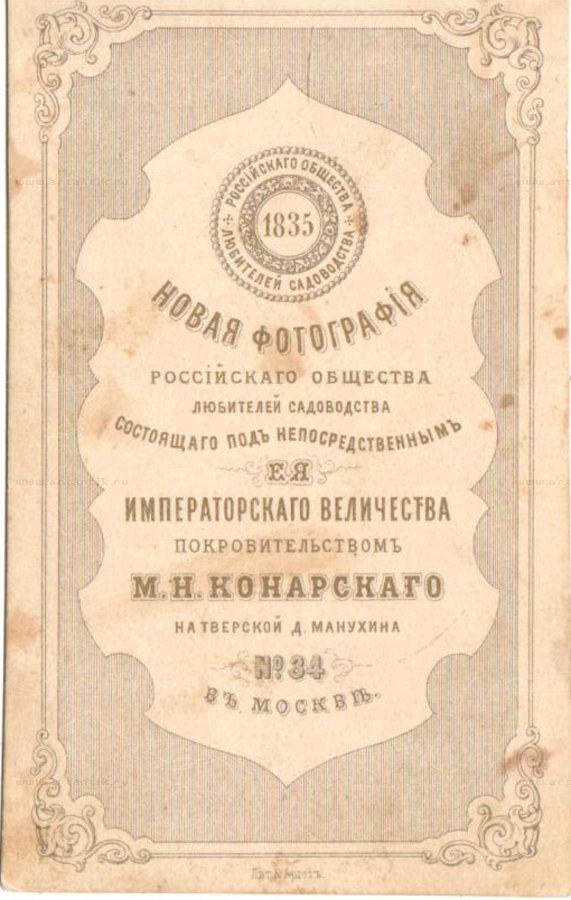 РОССІЙСКАГО ОБЩЕСТВА
ЛЮБИТЕЛЕЙ САДОВОДСТВА
1835
НОВАЯ ФОТОГРАФІЯ
РОССІЙСКАГО ОБЩЕСТВА
ЛЮБИТЕЛЕЙ САДОВОДСТВА
СОСТОЯЩАГО ПОДЪ НЕПОСРЕДСТВЕННЫМЪ
ЕЯ
ИМПЕРАТОРСКАГО ВЕЛИЧЕСТВА
ПОКРОВИТЕЛЬСТВОМЪ
М.Н.КОНАРСКАГО
НА ТВЕРСКОЙ Д. МАНУХИНА
№ 34
ВЪ МОСКВѢ.